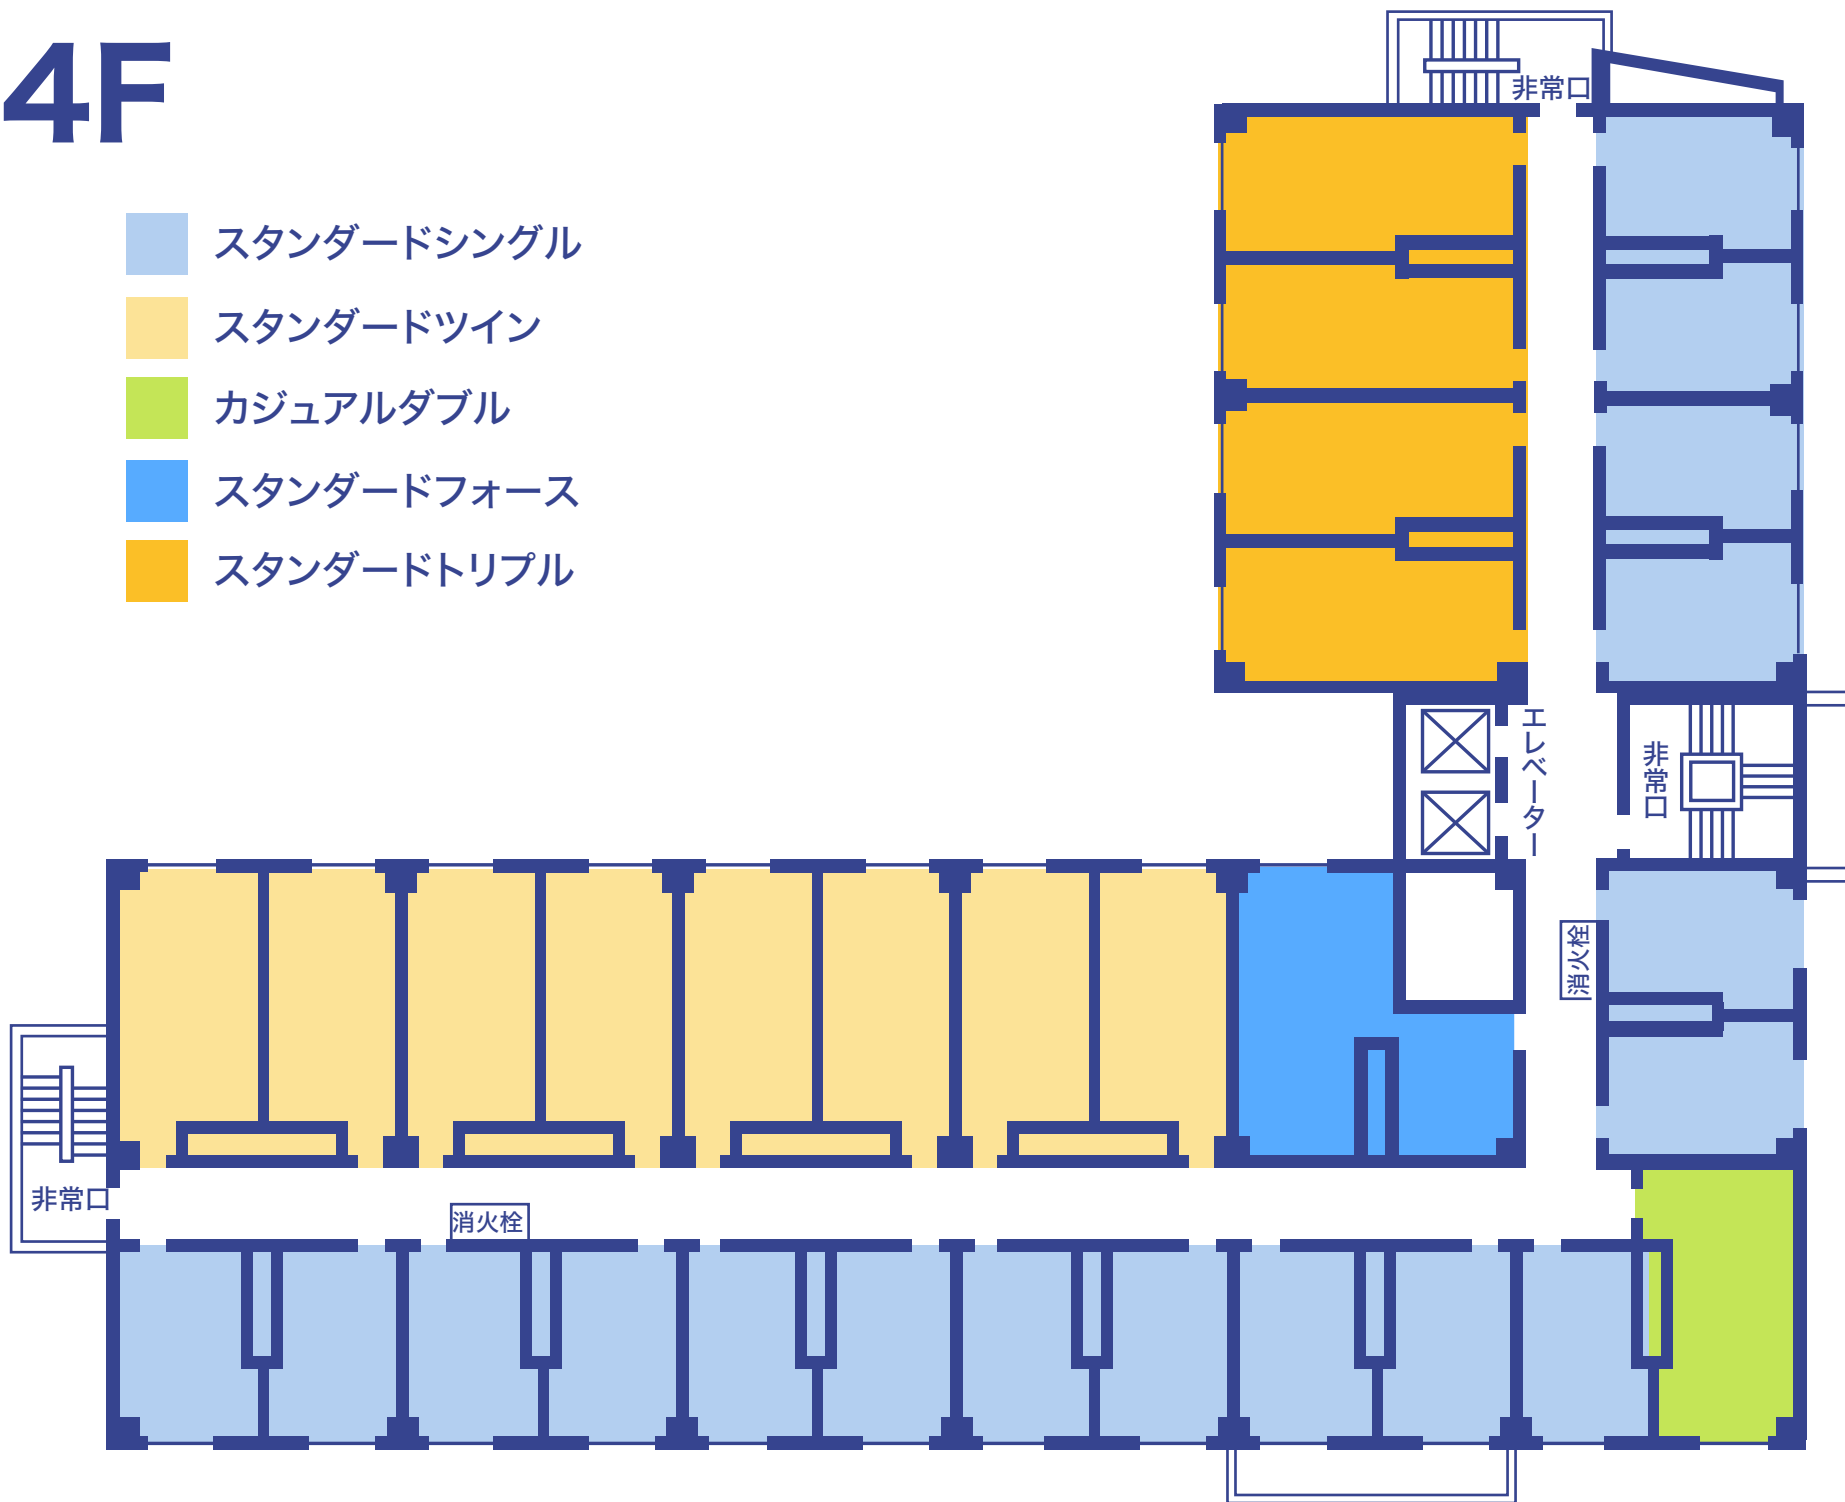 4F
スタンダードシングル
スタンダードツイン
カジュアルダブル
スタンダードフォース
スタンダードトリプル
非常口
エレベーター
非常口
消火栓
非常口
消火栓